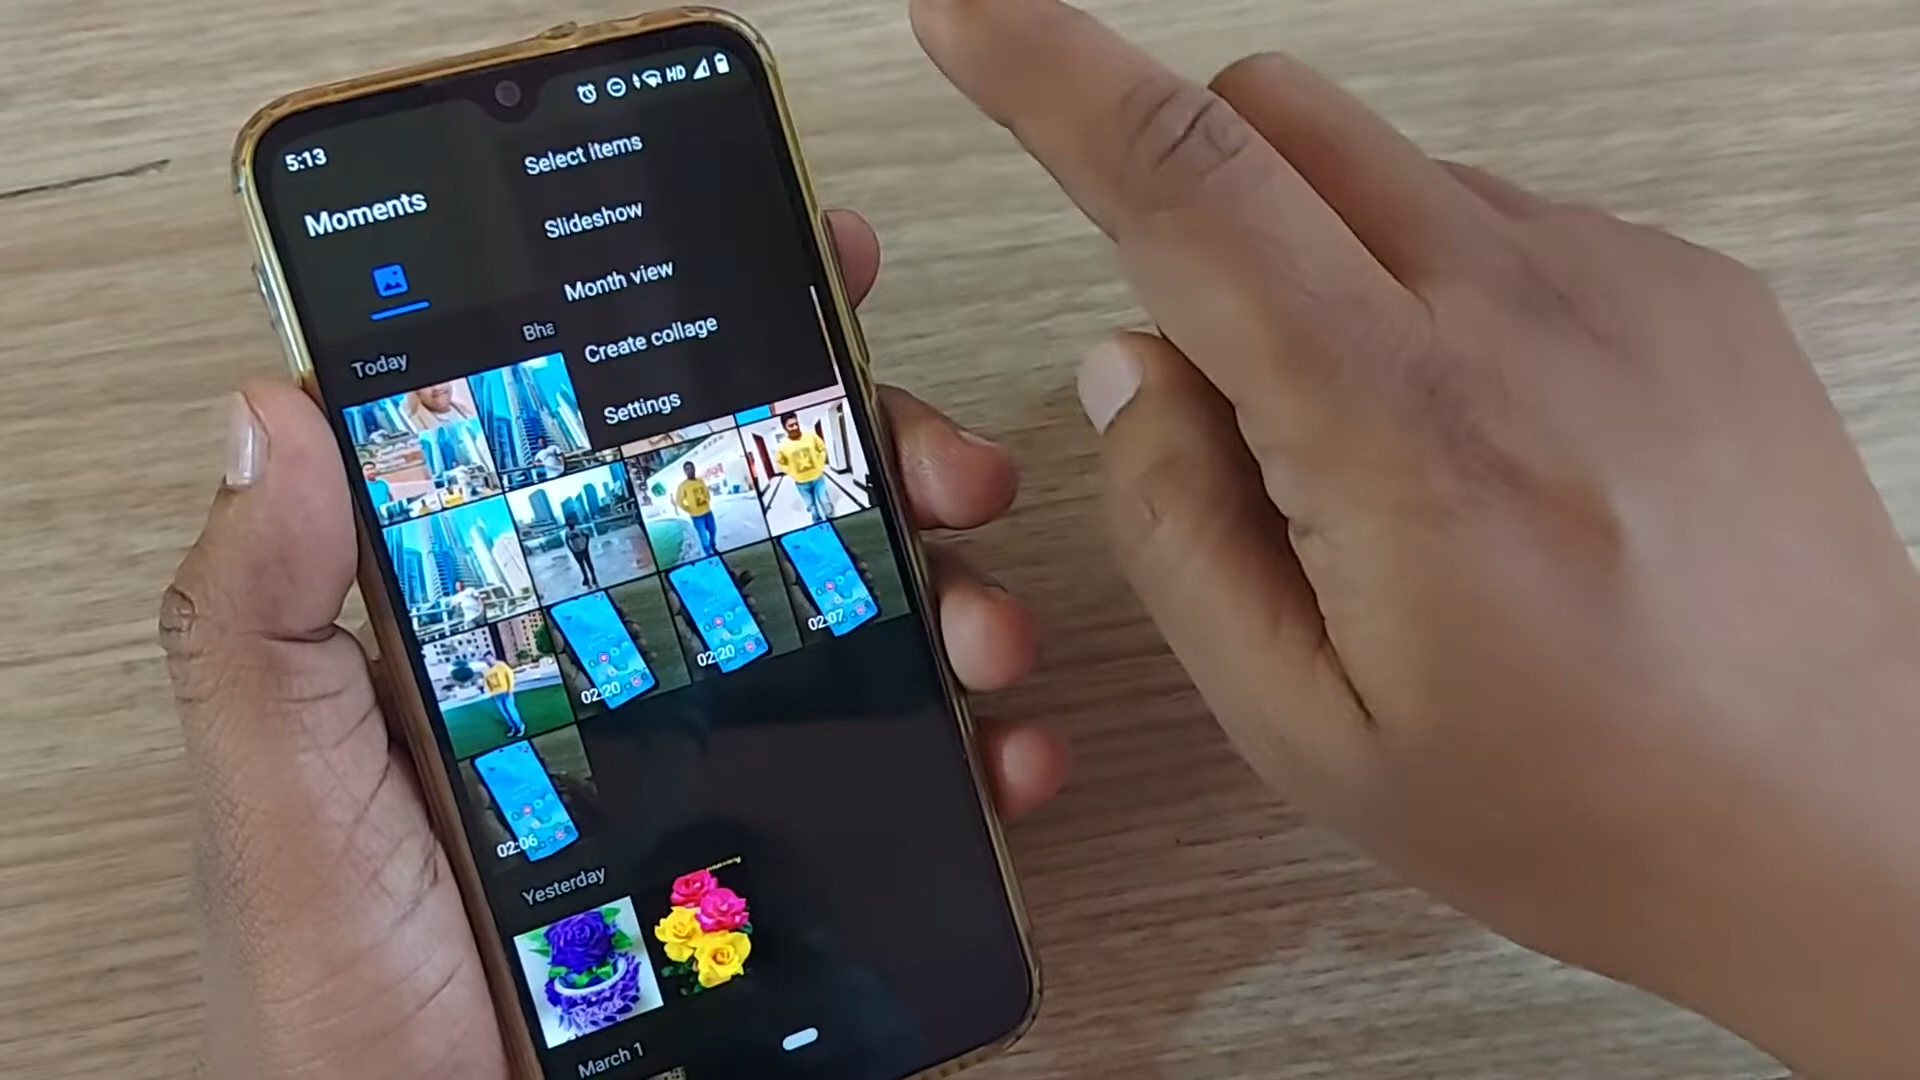 5:13
HD
Moments
Select items
Slideshow
Month view
Create collage
Settings
Today
Bha
02:20
02:20
02:07
02:06
Yesterday
March 1